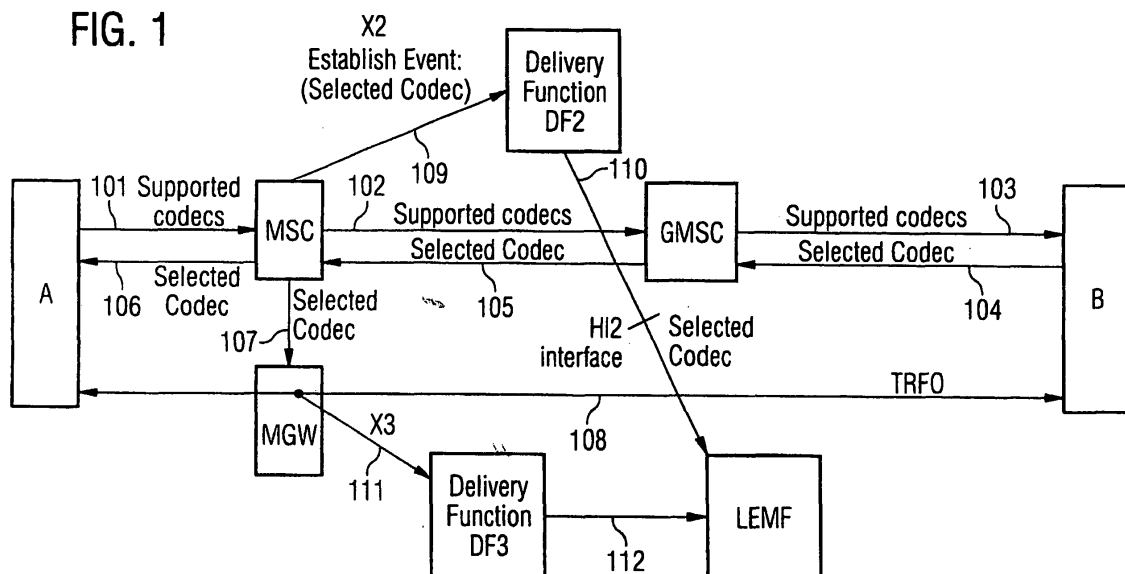 FIG. 1
X2
Establish Event:
(Selected Codec)
Delivery
Function
DF2
109
110
101
Supported
codecs
102
Supported codecs
103
Supported codecs
MSC
GMSC
A
B
Selected Codec
Selected Codec
106
Selected
Codec
105
104
107
Selected
Codec
HI2
interface
Selected
Codec
TRFO
MGW
108
X3
111
Delivery
Function
DF3
112
LEMF